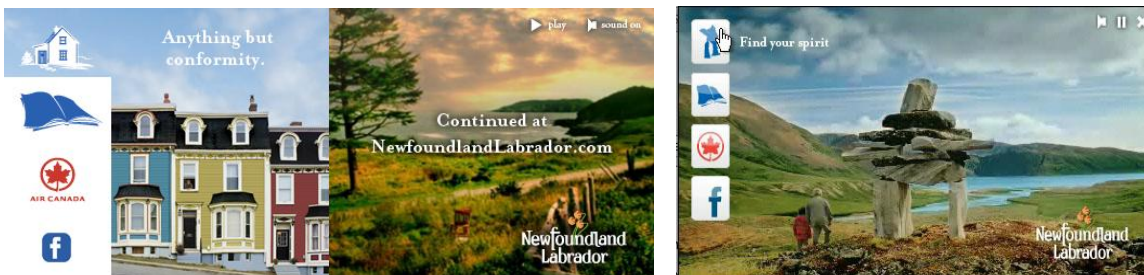 Anything but
conformity.
AIR CANADA
f
play
sound on
Continued at
NewfoundlandLabrador.com
Newfoundland
Labrador
Find your spirit
f
Newfoundland
Labrador